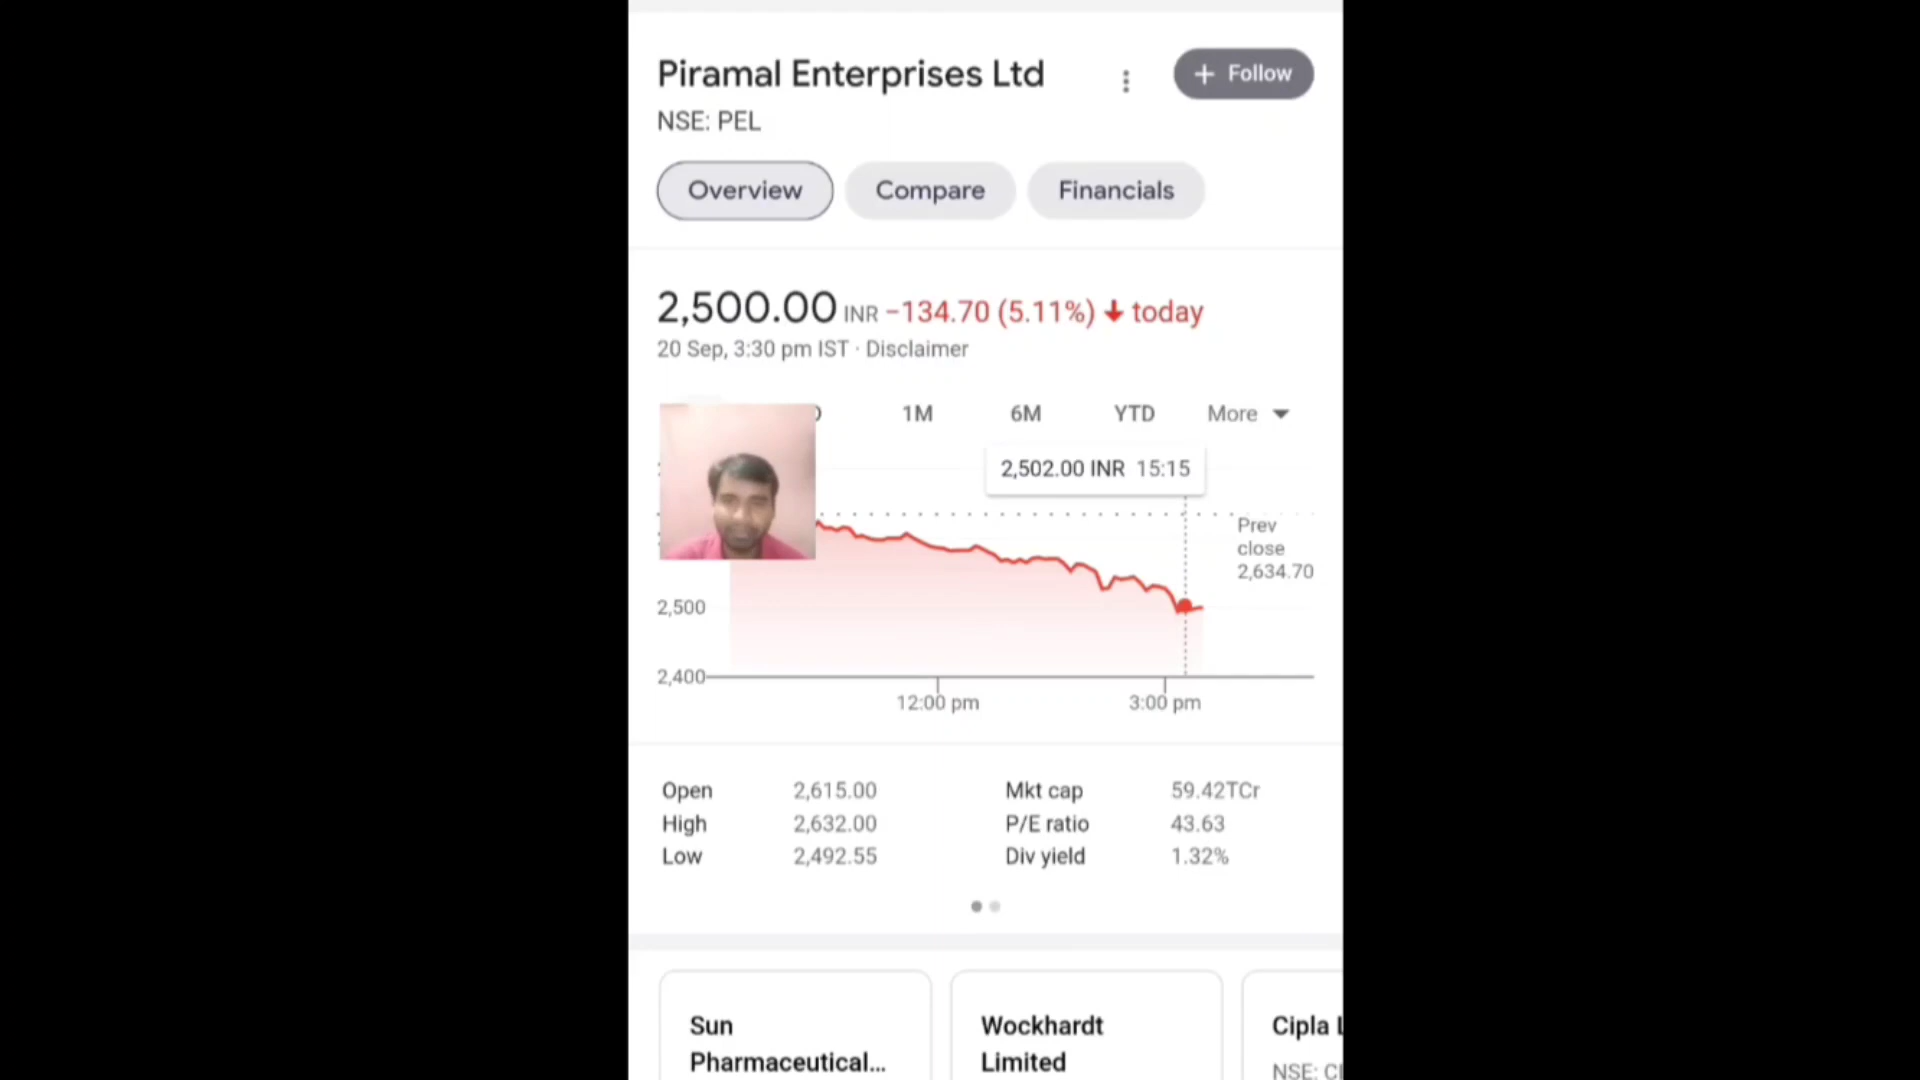 Piramal Enterprises Ltd
+ Follow
NSE: PEL
Overview
Compare
Financials
2,500.00 INR −134.70 (5.11%) ↓ today
20 Sep, 3:30 pm IST · Disclaimer
1M
6M
YTD
More
2,502.00 INR 15:15
Prev
close
2,634.70
2,500
2,400
12:00 pm
3:00 pm
Open 2,615.00
Mkt cap 59.42TCr
High 2,632.00
P/E ratio 43.63
Low 2,492.55
Div yield 1.32%
Sun
Pharmaceutical...
Wockhardt
Limited
Cipla
NSE: